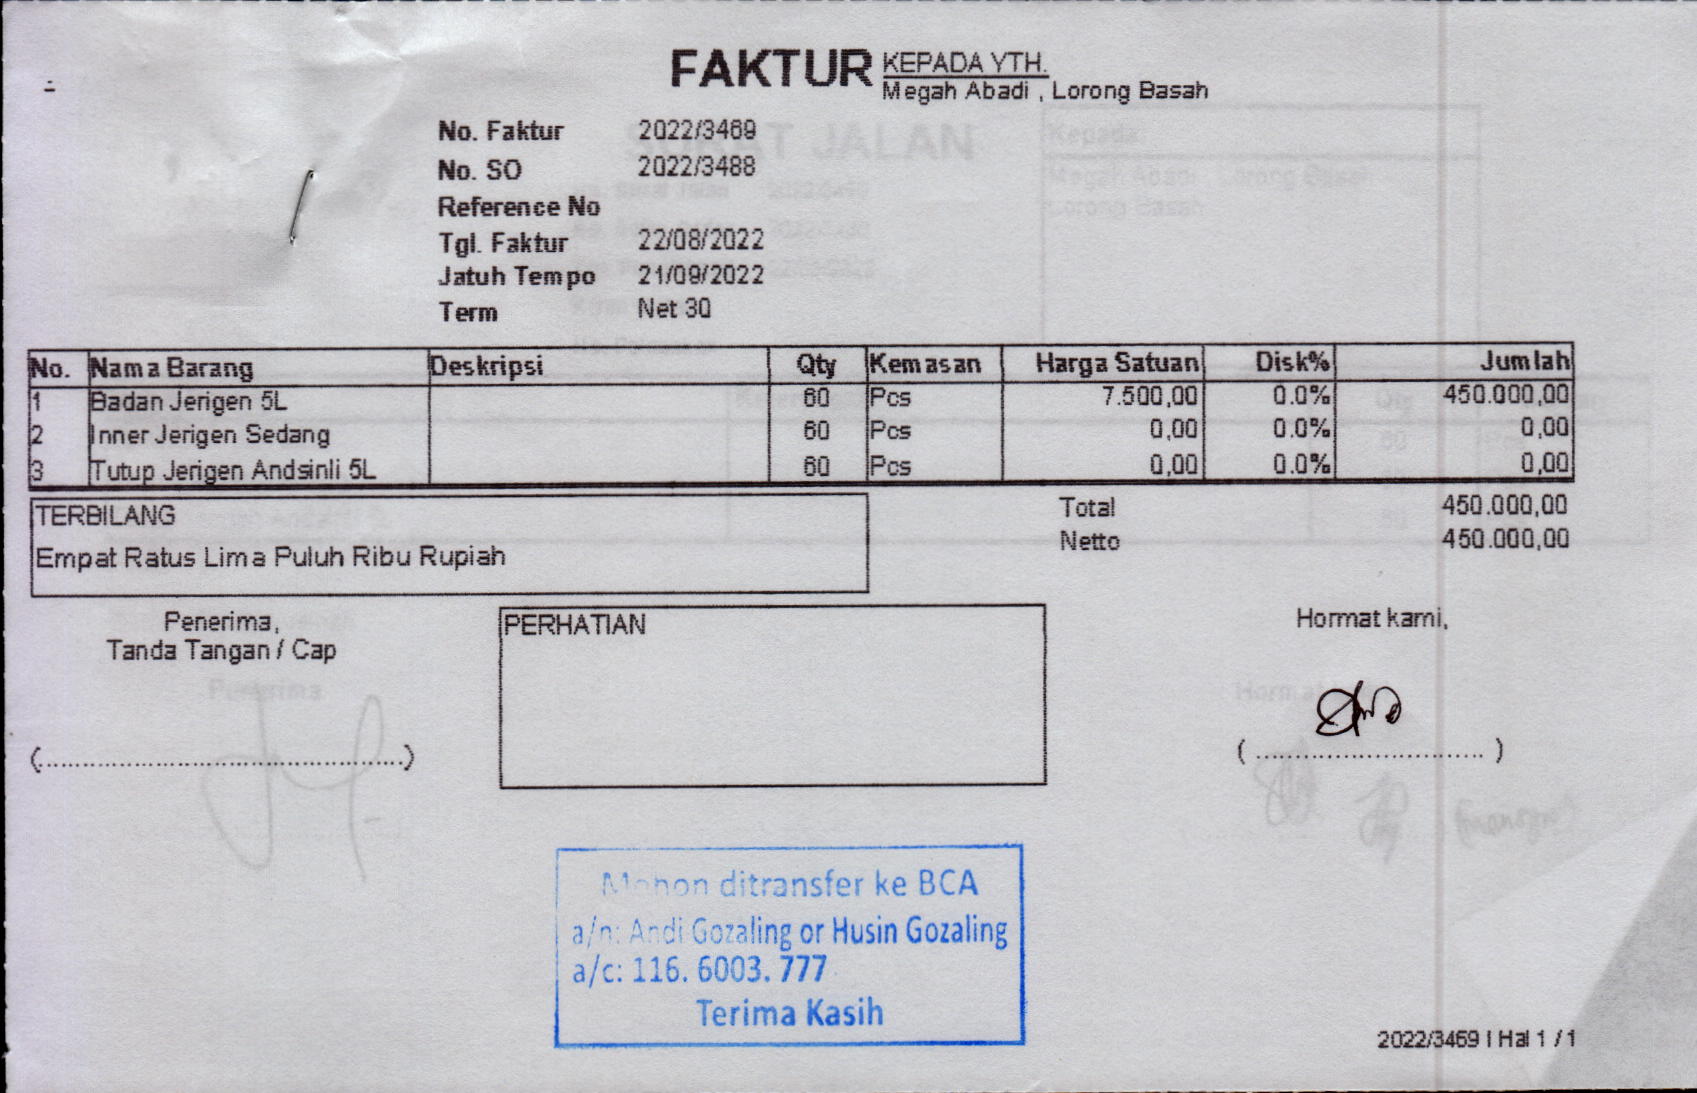 FAKTUR KEPADA YTH.
Megah Abadi , Lorong Basah
No. Faktur 2022/3469
No. SO 2022/3488
Reference No
Tgl. Faktur 22/08/2022
Jatuh Tempo 21/09/2022
Term Net 30
No. Nama Barang Deskripsi Qty Kemasan Harga Satuan Disk% Jumlah
1 Badan Jerigen 5L 60 Pcs 7.500,00 0.0% 450.000,00
2 Inner Jerigen Sedang 60 Pcs 0,00 0.0% 0,00
3 Tutup Jerigen Andsinli 5L 60 Pcs 0,00 0.0% 0,00
TERBILANG
Empat Ratus Lima Puluh Ribu Rupiah
Total 450.000,00
Netto 450.000,00
Penerima,
Tanda Tangan / Cap
PERHATIAN
Hormat kami,
(................................................)
( ............................... )
Mohon ditransfer ke BCA
a/n: Andi Gozaling or Husin Gozaling
a/c: 116. 6003. 777
Terima Kasih
2022/3469 | Hal 1 / 1